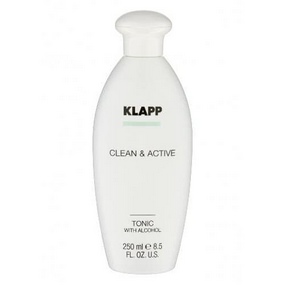 KLAPP
CLEAN & ACTIVE
TONIC
WITH ALCOHOL
250 ml ℮ 8.5
FL. OZ. U.S.